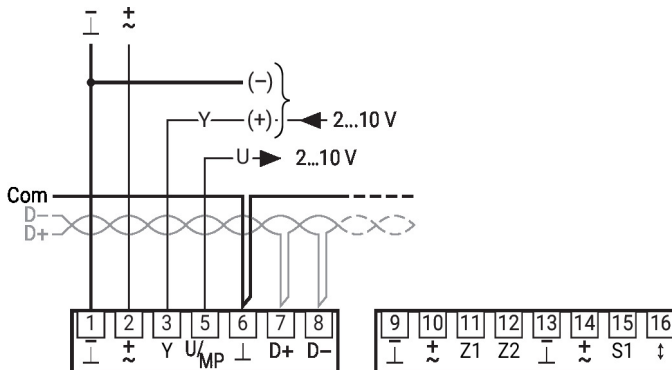 ⊥ ~
− +
(−)
Y (+) 2...10 V
U 2...10 V
Com
D−
D+
1 2 3 5 6 7 8 9 10 11 12 13 14 15 16
⊥ ~ Y U/MP ⊥ D+ D− ⊥ ~ Z1 Z2 ⊥ ~ S1 ↕
− + − + − +